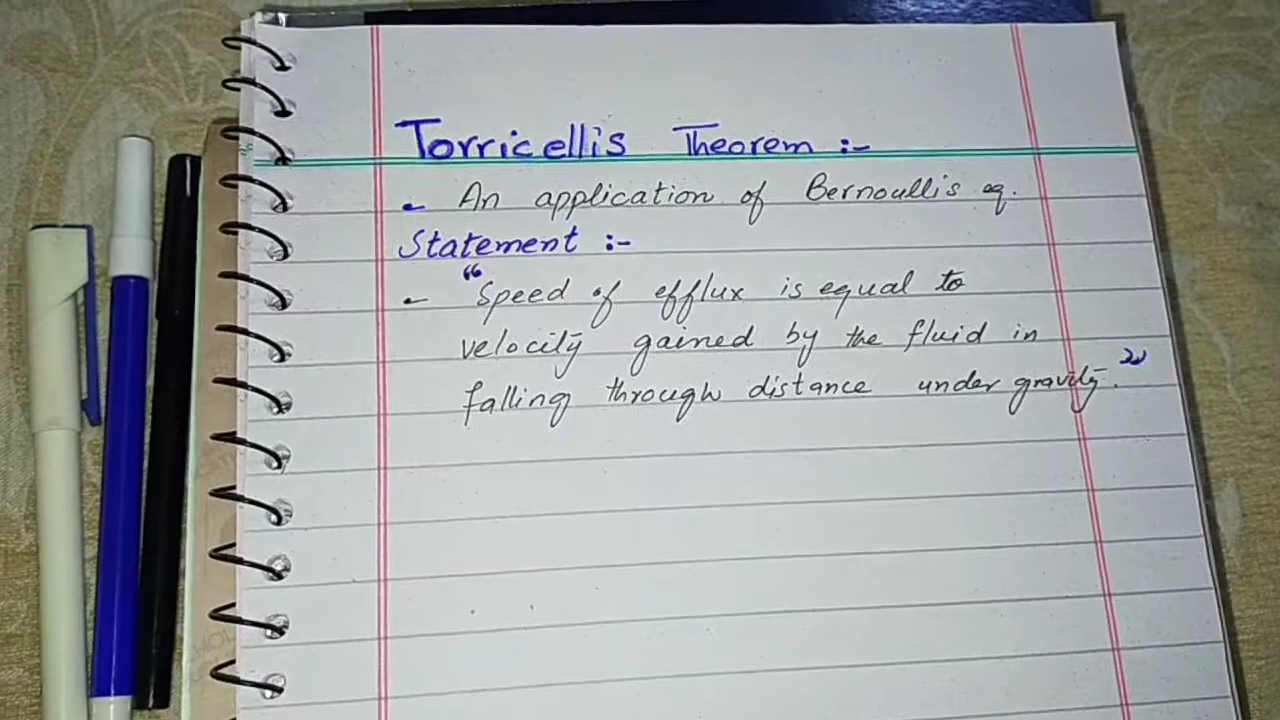 Torricellis Theorem :-
- An application of Bernoullis eq.
Statement :-
- "Speed of efflux is equal to
velocity gained by the fluid in
falling through distance under gravity."